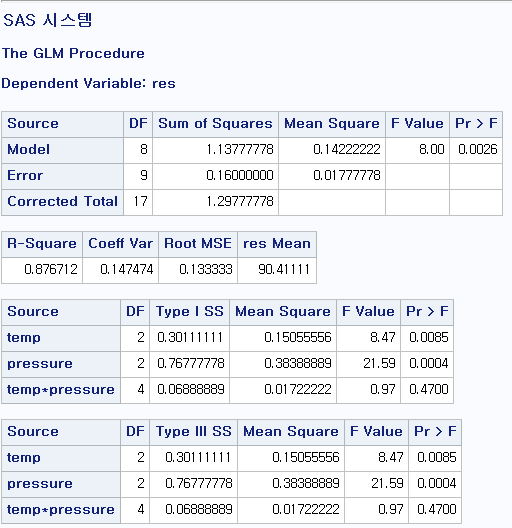 SAS 시스템
The GLM Procedure
Dependent Variable: res
Source DF Sum of Squares Mean Square F Value Pr > F
Model 8 1.13777778 0.14222222 8.00 0.0026
Error 9 0.16000000 0.01777778
Corrected Total 17 1.29777778
R-Square Coeff Var Root MSE res Mean
0.876712 0.147474 0.133333 90.41111
Source DF Type I SS Mean Square F Value Pr > F
temp 2 0.30111111 0.15055556 8.47 0.0085
pressure 2 0.76777778 0.38388889 21.59 0.0004
temp*pressure 4 0.06888889 0.01722222 0.97 0.4700
Source DF Type III SS Mean Square F Value Pr > F
temp 2 0.30111111 0.15055556 8.47 0.0085
pressure 2 0.76777778 0.38388889 21.59 0.0004
temp*pressure 4 0.06888889 0.01722222 0.97 0.4700